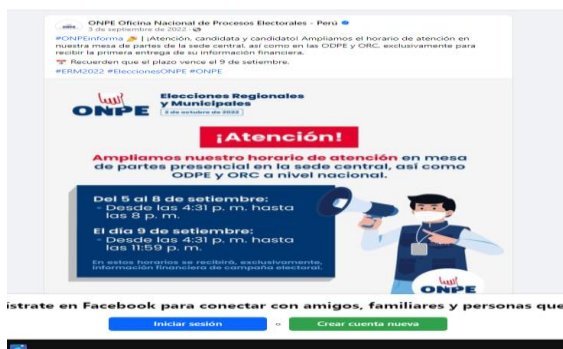 ONPE Oficina Nacional de Procesos Electorales - Perú
3 de septiembre de 2022
#ONPEinforma | ¡Atención, candidata y candidato! Ampliamos el horario de atención en
nuestra mesa de partes de la sede central, así como en las ODPE y ORC, exclusivamente para
recibir la primera entrega de su información financiera.
Recuerden que el plazo vence el 9 de setiembre.
#ERM2022 #EleccionesONPE #ONPE
ONPE
Elecciones Regionales
y Municipales
2 de octubre de 2022
¡Atención!
Ampliamos nuestro horario de atención en mesa
de partes presencial en la sede central, así como
ODPE y ORC a nivel nacional.
Del 5 al 8 de setiembre:
- Desde las 4:31 p. m. hasta
las 8 p. m.
El día 9 de setiembre:
- Desde las 4:31 p. m. hasta
las 11:59 p. m.
En estos horarios se recibirá, exclusivamente,
información financiera de campaña electoral.
ONPE
ístrate en Facebook para conectar con amigos, familiares y personas que
Iniciar sesión
o
Crear cuenta nueva